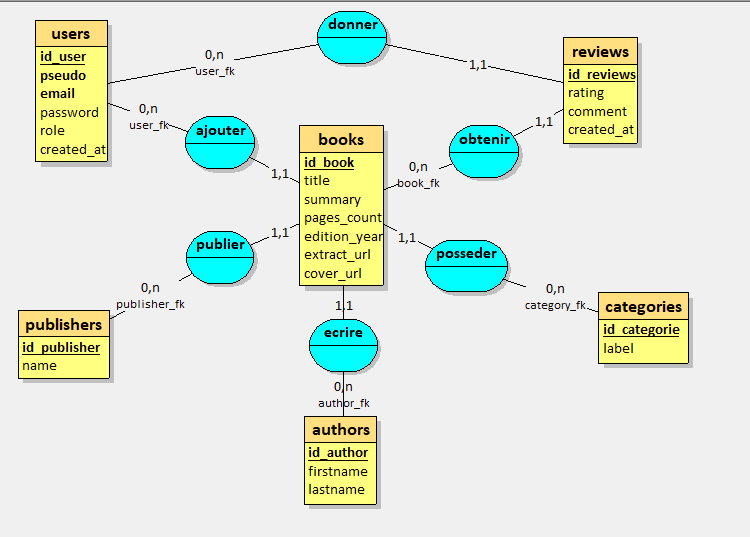 donner
users
id_user
pseudo
email
password
role
created_at
0,n
user_fk
1,1
reviews
id_reviews
rating
comment
created_at
0,n
user_fk
ajouter
1,1
books
id_book
title
summary
pages_count
edition_year
extract_url
cover_url
obtenir
1,1
0,n
book_fk
publier
1,1
0,n
publisher_fk
1,1
posseder
0,n
category_fk
publishers
id_publisher
name
categories
id_categorie
label
1,1
ecrire
0,n
author_fk
authors
id_author
firstname
lastname